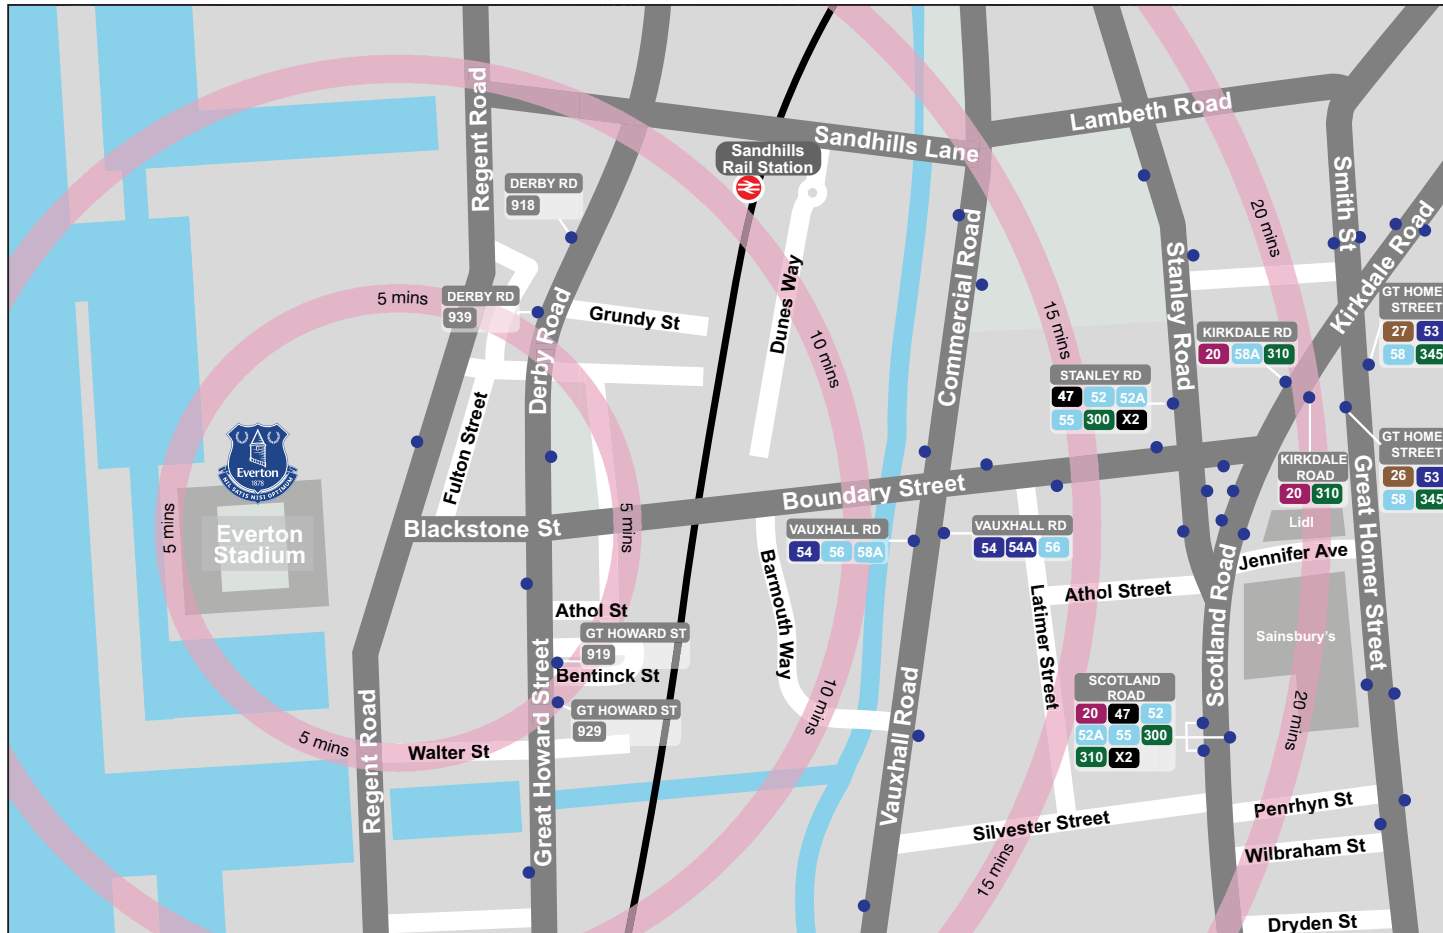 Regent Road
Sandhills Lane
Lambeth Road
Sandhills
Rail Station
DERBY RD
918
Smith St
20 mins
Commercial Road
Kirkdale Road
Stanley Road
Dunes Way
5 mins
DERBY RD
939
Derby Road
Grundy St
10 mins
15 mins
GT HOME
STREET
27 53
58 345
KIRKDALE RD
20 58A 310
STANLEY RD
47 52 52A
55 300 X2
Fulton Street
GT HOME
STREET
26 53
58 345
KIRKDALE
ROAD
20 310
Everton
1878
NIL SATIS NISI OPTIMUM
Everton
Stadium
5 mins
Blackstone St
5 mins
Boundary Street
VAUXHALL RD
54 56 58A
VAUXHALL RD
54 54A 56
Lidl
Jennifer Ave
Great Homer Street
Barmouth Way
Latimer Street
Athol Street
Athol St
Scotland Road
Sainsbury's
GT HOWARD ST
919
Bentinck St
GT HOWARD ST
929
Great Howard Street
SCOTLAND
ROAD
20 47 52
52A 55 300
310 X2
10 mins
20 mins
5 mins
Walter St
Regent Road
Vauxhall Road
Penrhyn St
Silvester Street
Wilbraham St
15 mins
Dryden St